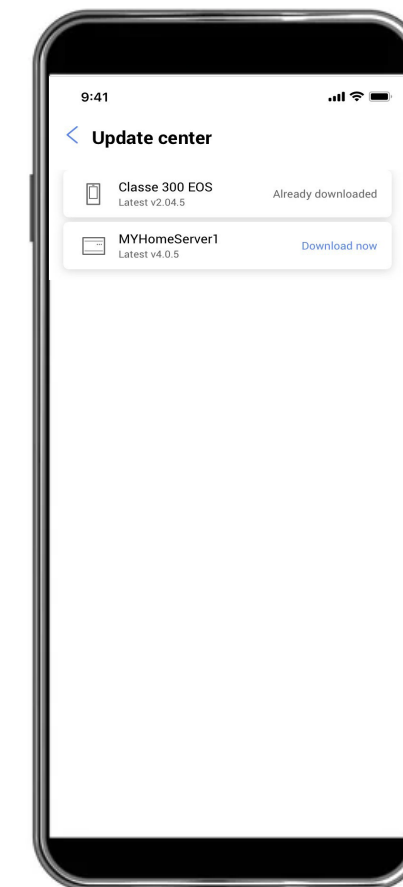 9:41
Update center
Classe 300 EOS
Already downloaded
Latest v2.04.5
MYHomeServer1
Download now
Latest v4.0.5